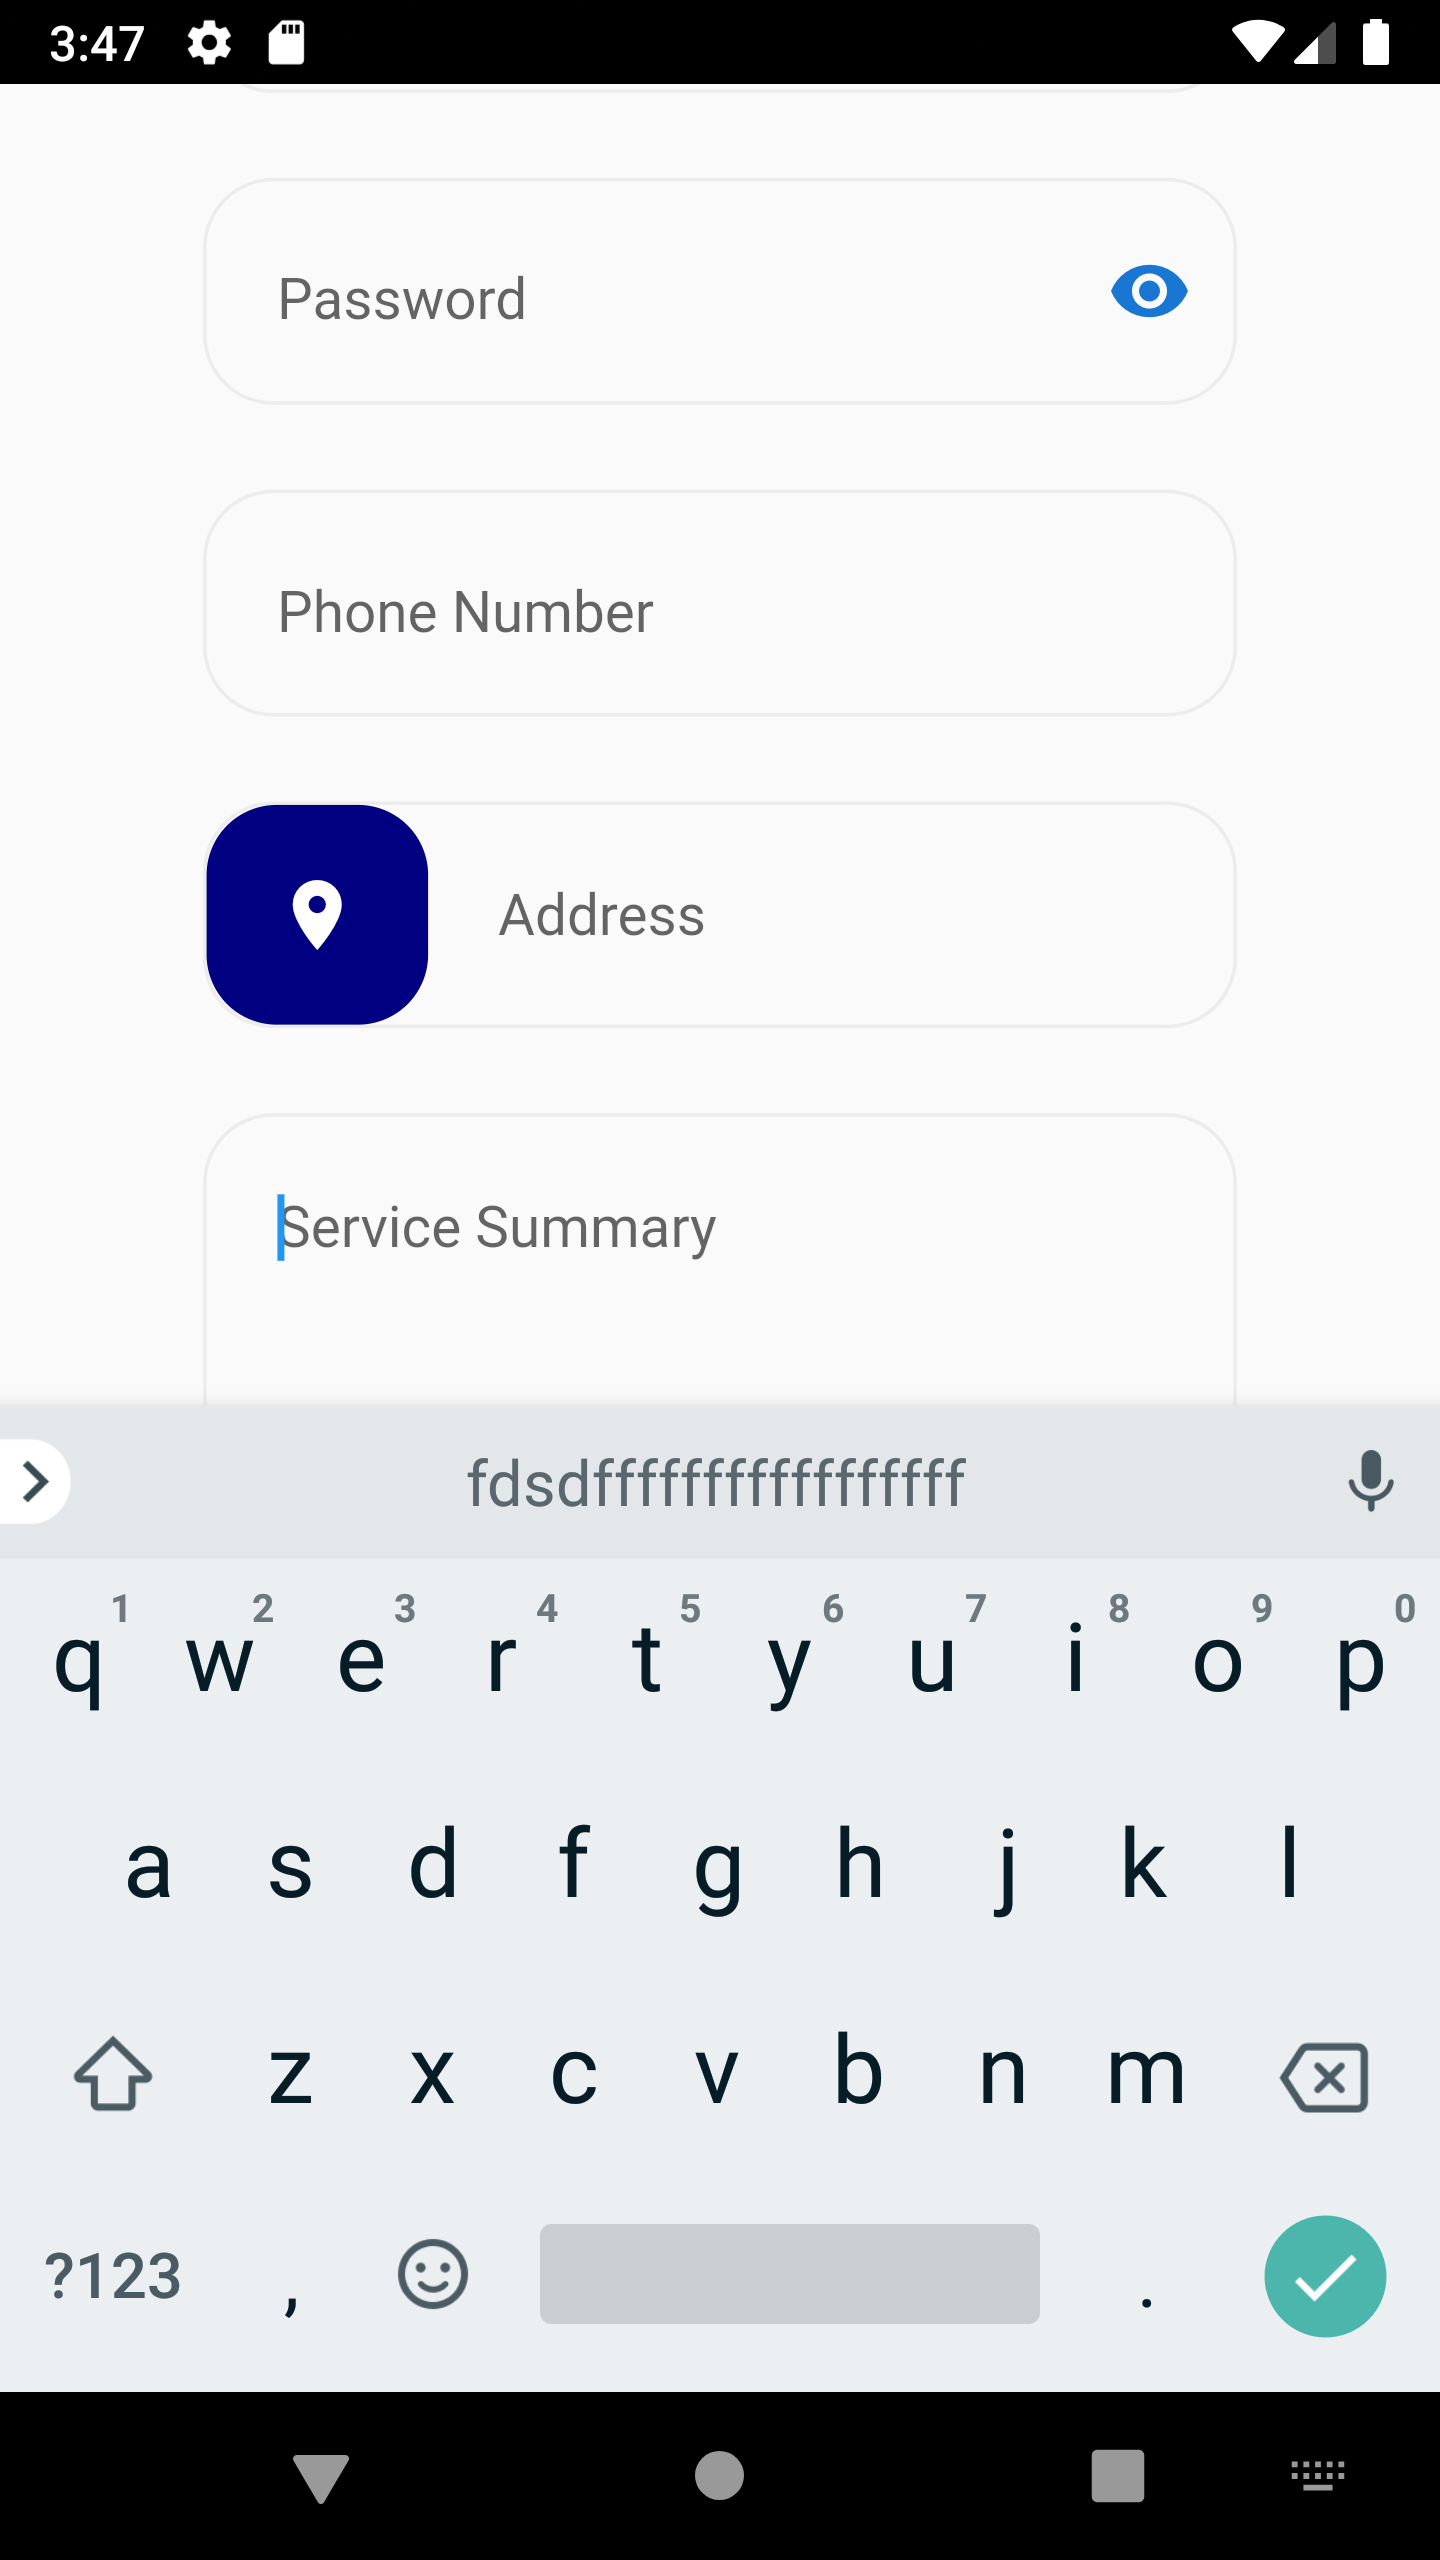 3:47
Password
Phone Number
Address
Service Summary
fdsdfffffffffffffffff
1 2 3 4 5 6 7 8 9 0
q w e r t y u i o p
a s d f g h j k l
z x c v b n m
?123 , .